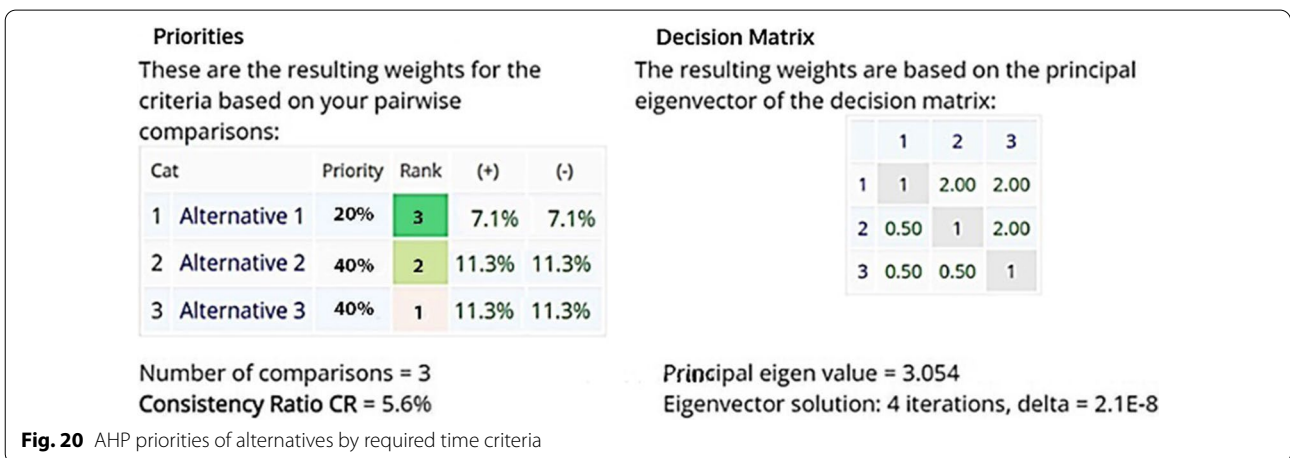 Priorities
These are the resulting weights for the
criteria based on your pairwise
comparisons:
Cat Priority Rank (+) (-)
1 Alternative 1 20% 3 7.1% 7.1%
2 Alternative 2 40% 2 11.3% 11.3%
3 Alternative 3 40% 1 11.3% 11.3%
Number of comparisons = 3
Consistency Ratio CR = 5.6%
Decision Matrix
The resulting weights are based on the principal
eigenvector of the decision matrix:
1 2 3
1 1 2.00 2.00
2 0.50 1 2.00
3 0.50 0.50 1
Principal eigen value = 3.054
Eigenvector solution: 4 iterations, delta = 2.1E-8
Fig. 20 AHP priorities of alternatives by required time criteria